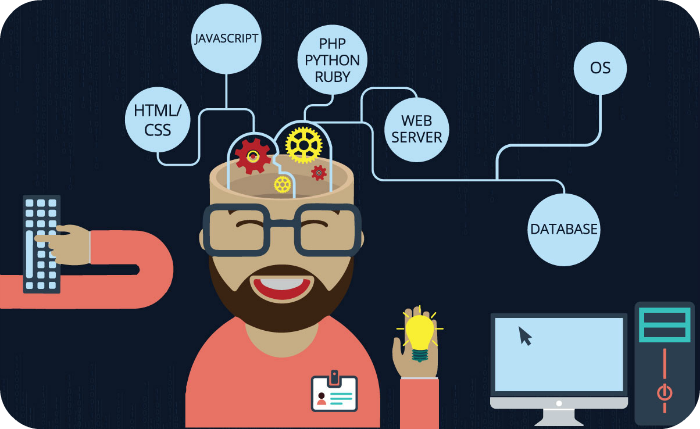 JAVASCRIPT
PHP
PYTHON
RUBY
OS
HTML/
CSS
WEB
SERVER
DATABASE